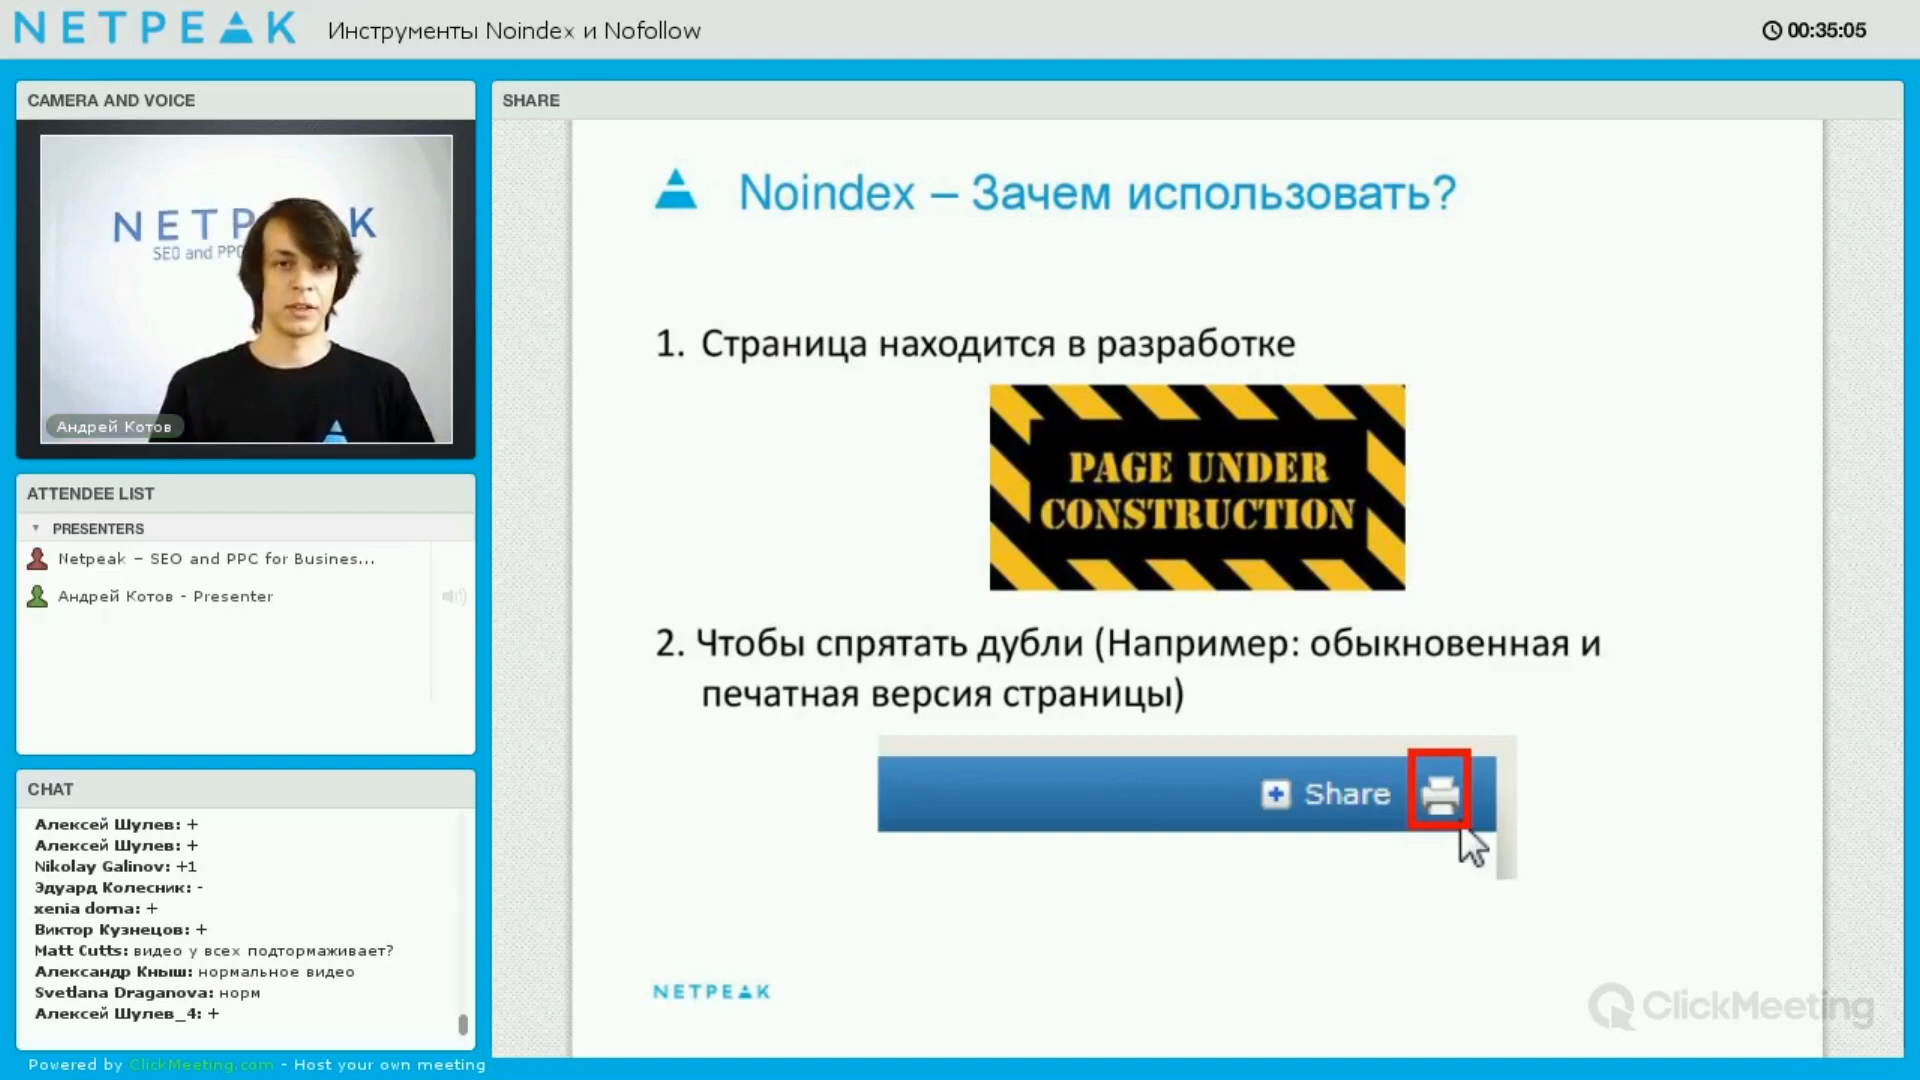 NETPEAK
Инструменты Noindex и Nofollow
00:35:05
CAMERA AND VOICE
NETPEAK
SEO and PPC
Андрей Котов
ATTENDEE LIST
PRESENTERS
Netpeak – SEO and PPC for Busines...
Андрей Котов - Presenter
CHAT
Алексей Шулев: +
Алексей Шулев: +
Nikolay Galinov: +1
Эдуард Колесник: -
xenia dorna: +
Виктор Кузнецов: +
Matt Cutts: видео у всех подтормаживает?
Александр Кныш: нормальное видео
Svetlana Draganova: норм
Алексей Шулев_4: +
Powered by ClickMeeting.com - Host your own meeting
SHARE
Noindex – Зачем использовать?
1. Страница находится в разработке
PAGE UNDER
CONSTRUCTION
2. Чтобы спрятать дубли (Например: обыкновенная и
печатная версия страницы)
Share
NETPEAK
ClickMeeting